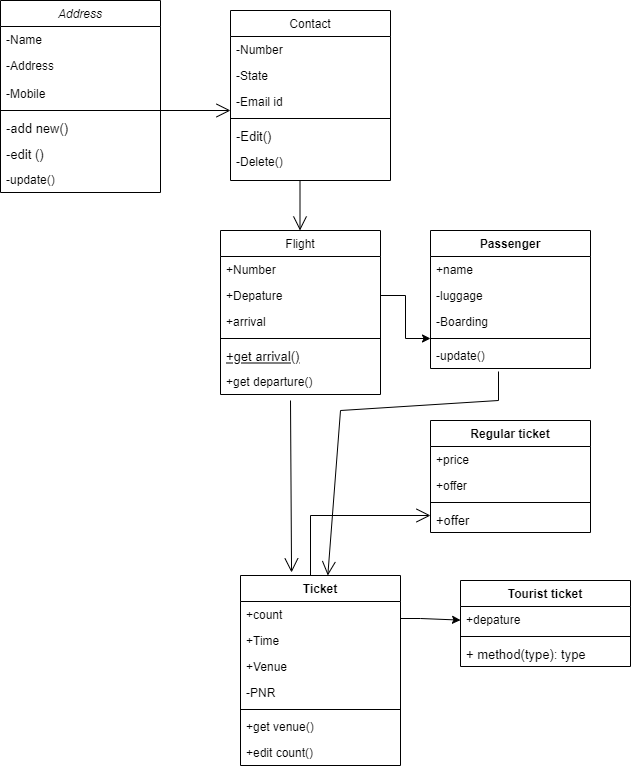 Address
-Name
-Address
-Mobile
-add new()
-edit ()
-update()
Contact
-Number
-State
-Email id
-Edit()
-Delete()
Flight
+Number
+Depature
+arrival
+get arrival()
+get departure()
Passenger
+name
-luggage
-Boarding
-update()
Regular ticket
+price
+offer
+offer
Ticket
+count
+Time
+Venue
-PNR
+get venue()
+edit count()
Tourist ticket
+depature
+ method(type): type